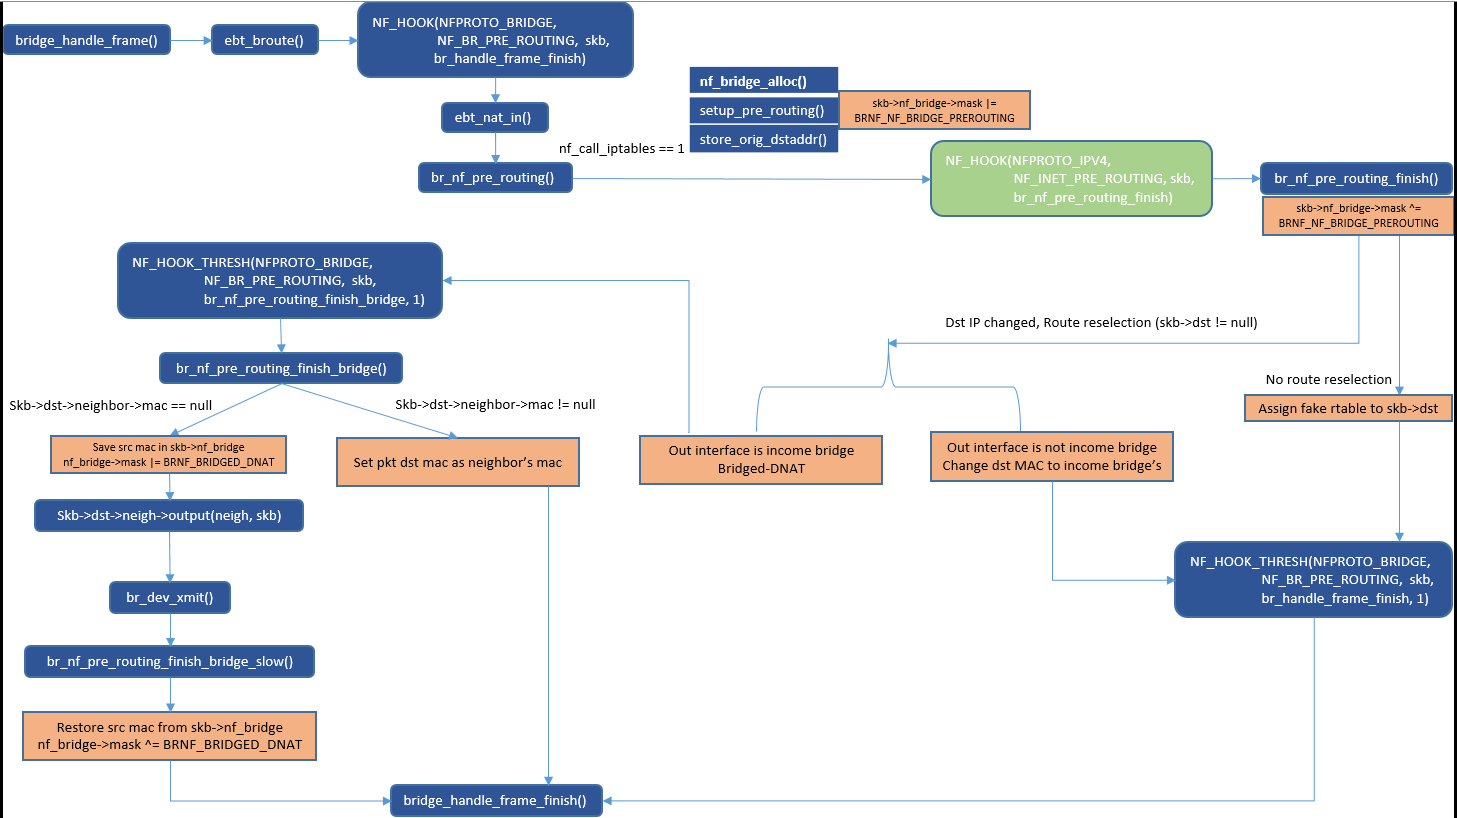 bridge_handle_frame()
ebt_broute()
NF_HOOK(NFPROTO_BRIDGE,
NF_BR_PRE_ROUTING, skb,
br_handle_frame_finish)
ebt_nat_in()
nf_call_iptables == 1
br_nf_pre_routing()
nf_bridge_alloc()
setup_pre_routing()
store_orig_dstaddr()
skb->nf_bridge->mask |=
BRNF_NF_BRIDGE_PREROUTING
NF_HOOK(NFPROTO_IPV4,
NF_INET_PRE_ROUTING, skb,
br_nf_pre_routing_finish)
br_nf_pre_routing_finish()
skb->nf_bridge->mask ^=
BRNF_NF_BRIDGE_PREROUTING
NF_HOOK_THRESH(NFPROTO_BRIDGE,
NF_BR_PRE_ROUTING, skb,
br_nf_pre_routing_finish_bridge, 1)
Dst IP changed, Route reselection (skb->dst != null)
No route reselection
Assign fake rtable to skb->dst
br_nf_pre_routing_finish_bridge()
Skb->dst->neighbor->mac == null
Skb->dst->neighbor->mac != null
Save src mac in skb->nf_bridge
nf_bridge->mask |= BRNF_BRIDGED_DNAT
Set pkt dst mac as neighbor's mac
Out interface is income bridge
Bridged-DNAT
Out interface is not income bridge
Change dst MAC to income bridge's
Skb->dst->neigh->output(neigh, skb)
NF_HOOK_THRESH(NFPROTO_BRIDGE,
NF_BR_PRE_ROUTING, skb,
br_handle_frame_finish, 1)
br_dev_xmit()
br_nf_pre_routing_finish_bridge_slow()
Restore src mac from skb->nf_bridge
nf_bridge->mask ^= BRNF_BRIDGED_DNAT
bridge_handle_frame_finish()